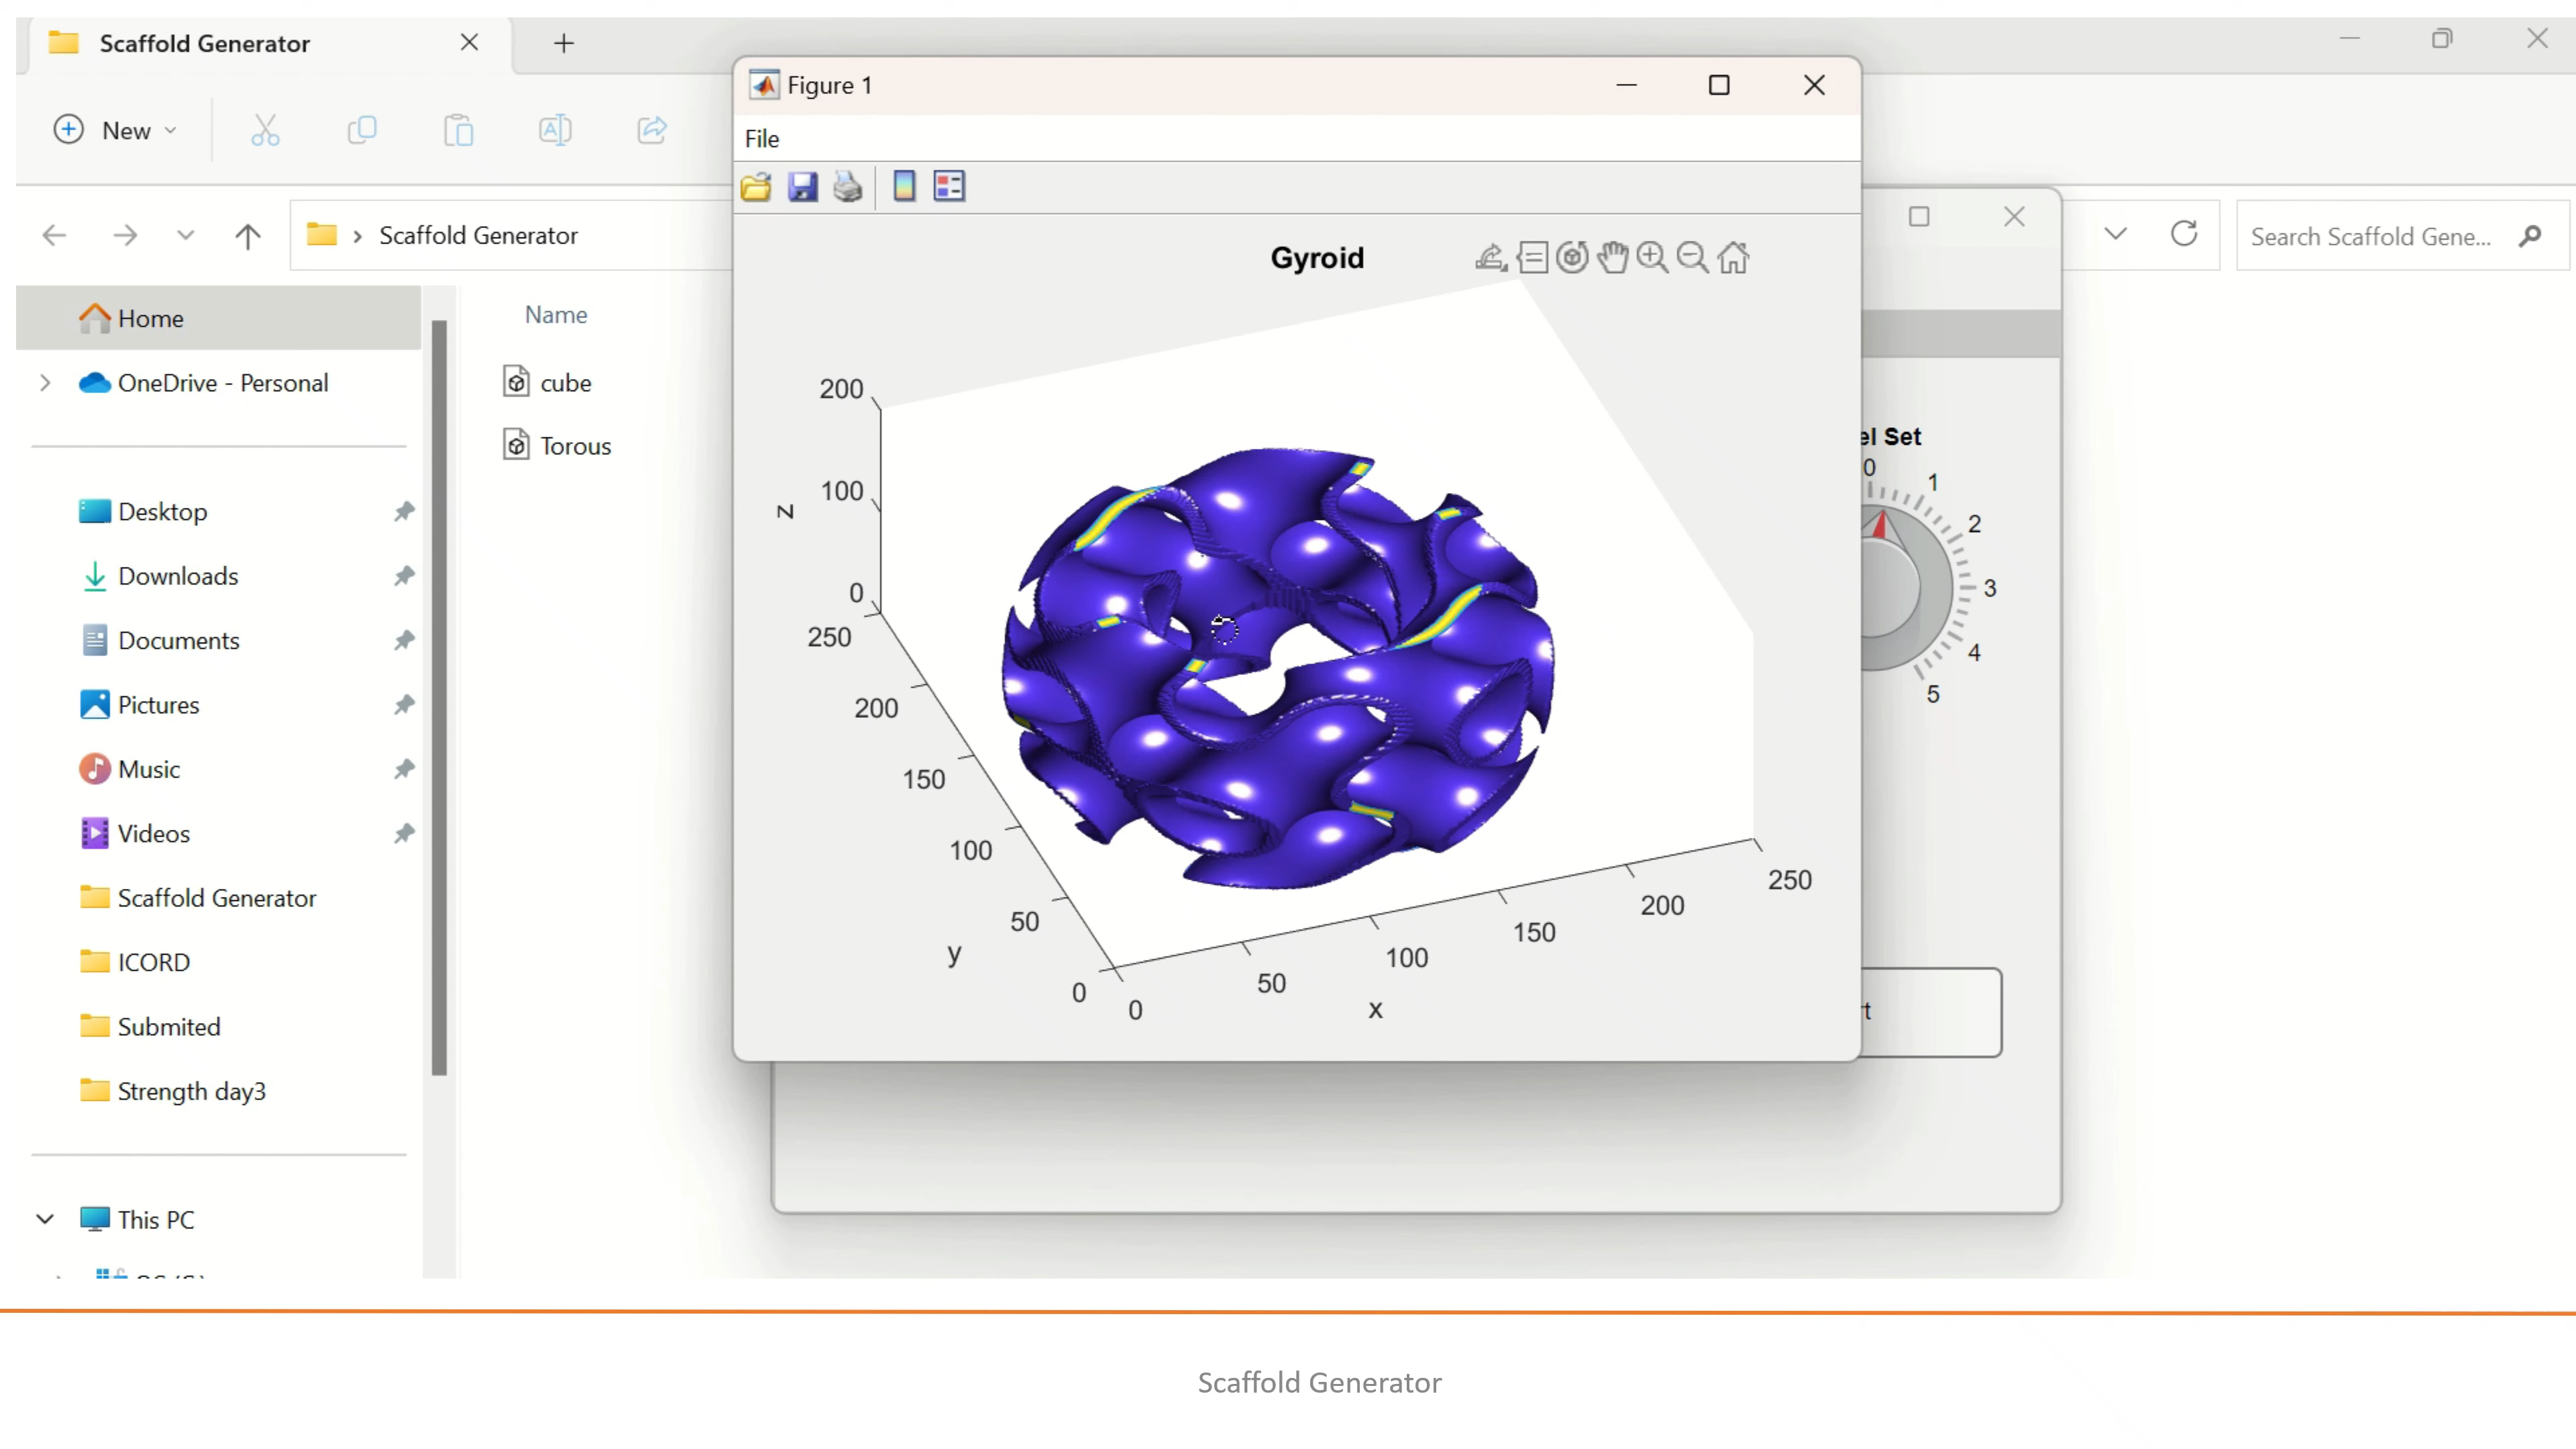 Scaffold Generator
Figure 1
New
File
Scaffold Generator
Search Scaffold Gene...
Gyroid
Home
Name
OneDrive - Personal
cube
Torous
Desktop
Downloads
Documents
Pictures
Music
Videos
Scaffold Generator
ICORD
Submited
Strength day3
This PC
200
100
0
z
250
200
150
100
50
0
y
0
50
100
150
200
250
x
el Set
0
1
2
3
4
5
Scaffold Generator